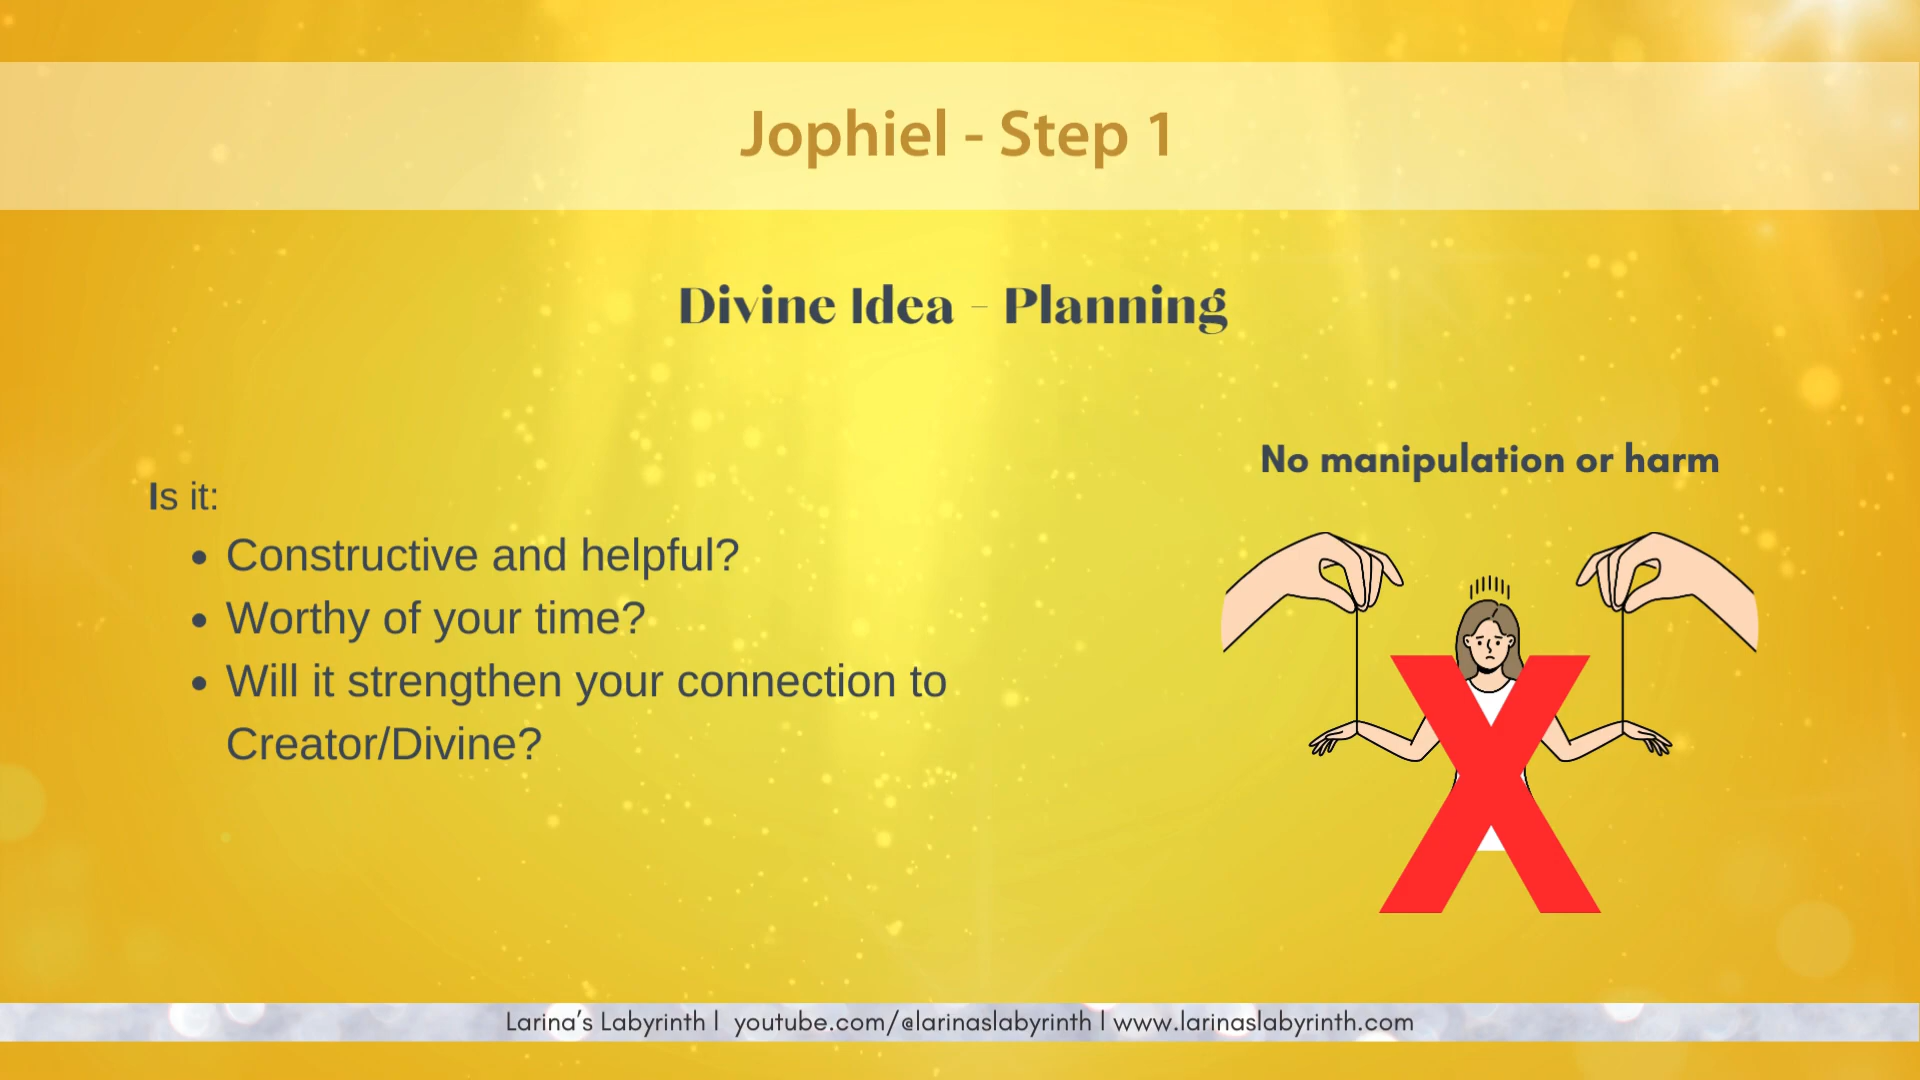 Jophiel - Step 1
Divine Idea - Planning
Is it:
• Constructive and helpful?
• Worthy of your time?
• Will it strengthen your connection to
Creator/Divine?
No manipulation or harm
X
Larina's Labyrinth | youtube.com/@larinaslabyrinth | www.larinaslabyrinth.com